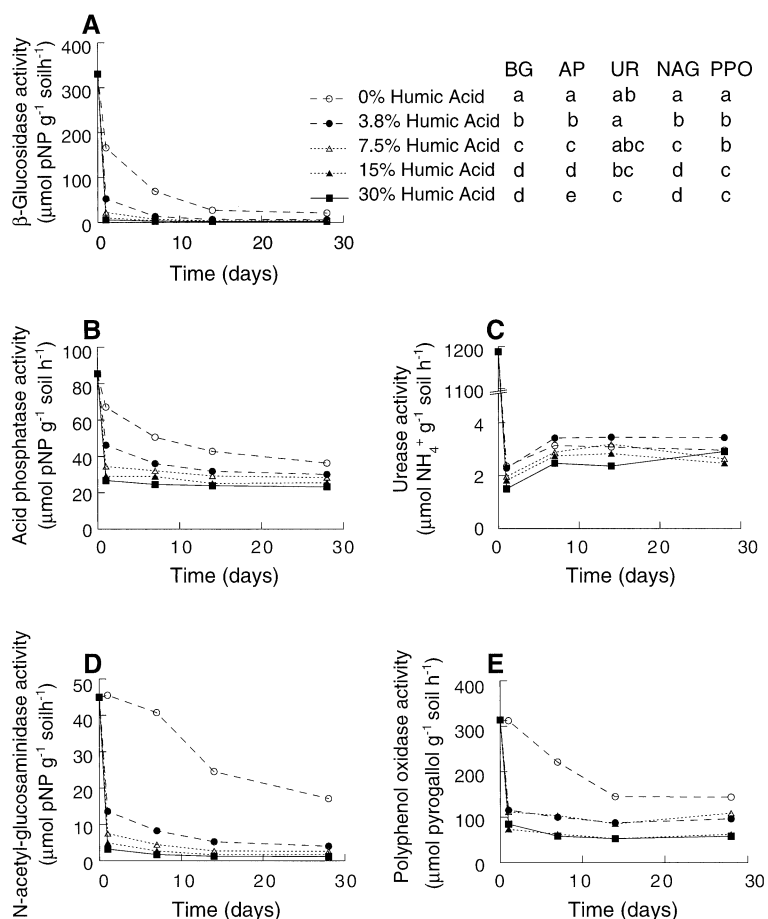 A
β-Glucosidase activity
(μmol pNP g⁻¹ soilh⁻¹)
400
300
200
100
0
0 10 20 30
Time (days)
BG AP UR NAG PPO
0% Humic Acid a a ab a a
3.8% Humic Acid b b a b b
7.5% Humic Acid c c abc c b
15% Humic Acid d d bc d c
30% Humic Acid d e c d c
B
Acid phosphatase activity
(μmol pNP g⁻¹ soil h⁻¹)
100
80
60
40
20
0
0 10 20 30
Time (days)
C
Urease activity
(μmol NH₄⁺ g⁻¹ soil h⁻¹)
1200
1100
4
2
0
0 10 20 30
Time (days)
D
N-acetyl-glucosaminidase activity
(μmol pNP g⁻¹ soilh⁻¹)
50
40
30
20
10
0
0 10 20 30
Time (days)
E
Polyphenol oxidase activity
(μmol pyrogallol g⁻¹ soil h⁻¹)
400
300
200
100
0
0 10 20 30
Time (days)